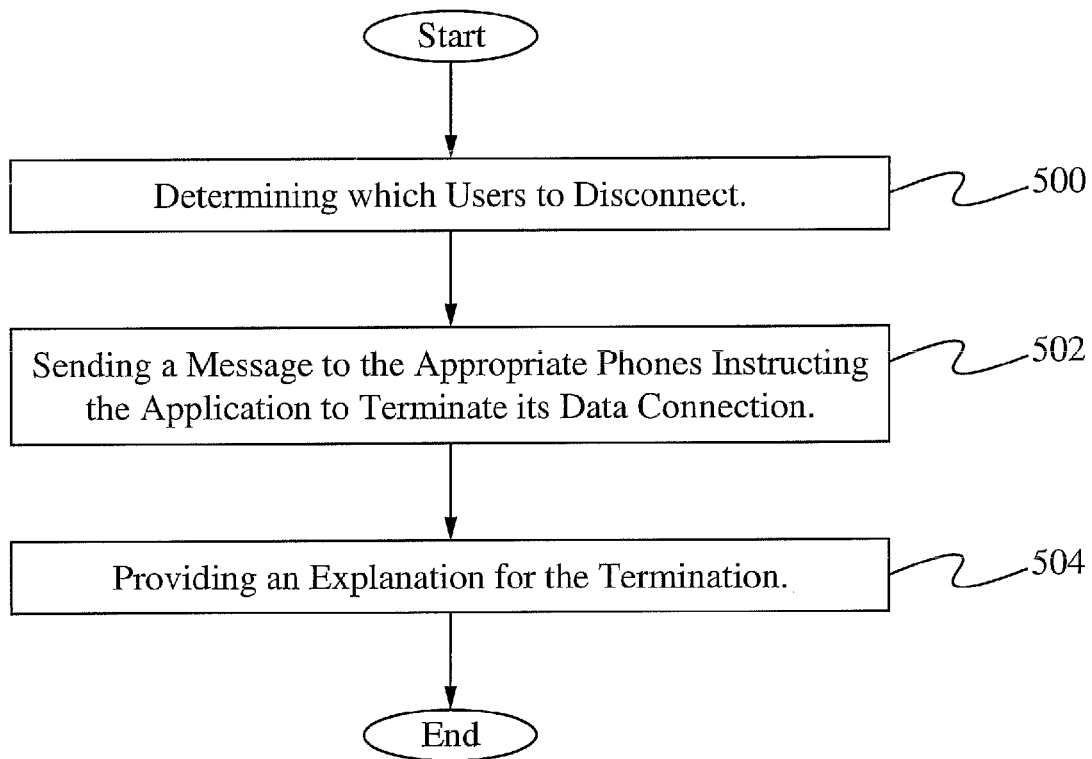 Start
Determining which Users to Disconnect.
500
Sending a Message to the Appropriate Phones Instructing
the Application to Terminate its Data Connection.
502
Providing an Explanation for the Termination.
504
End